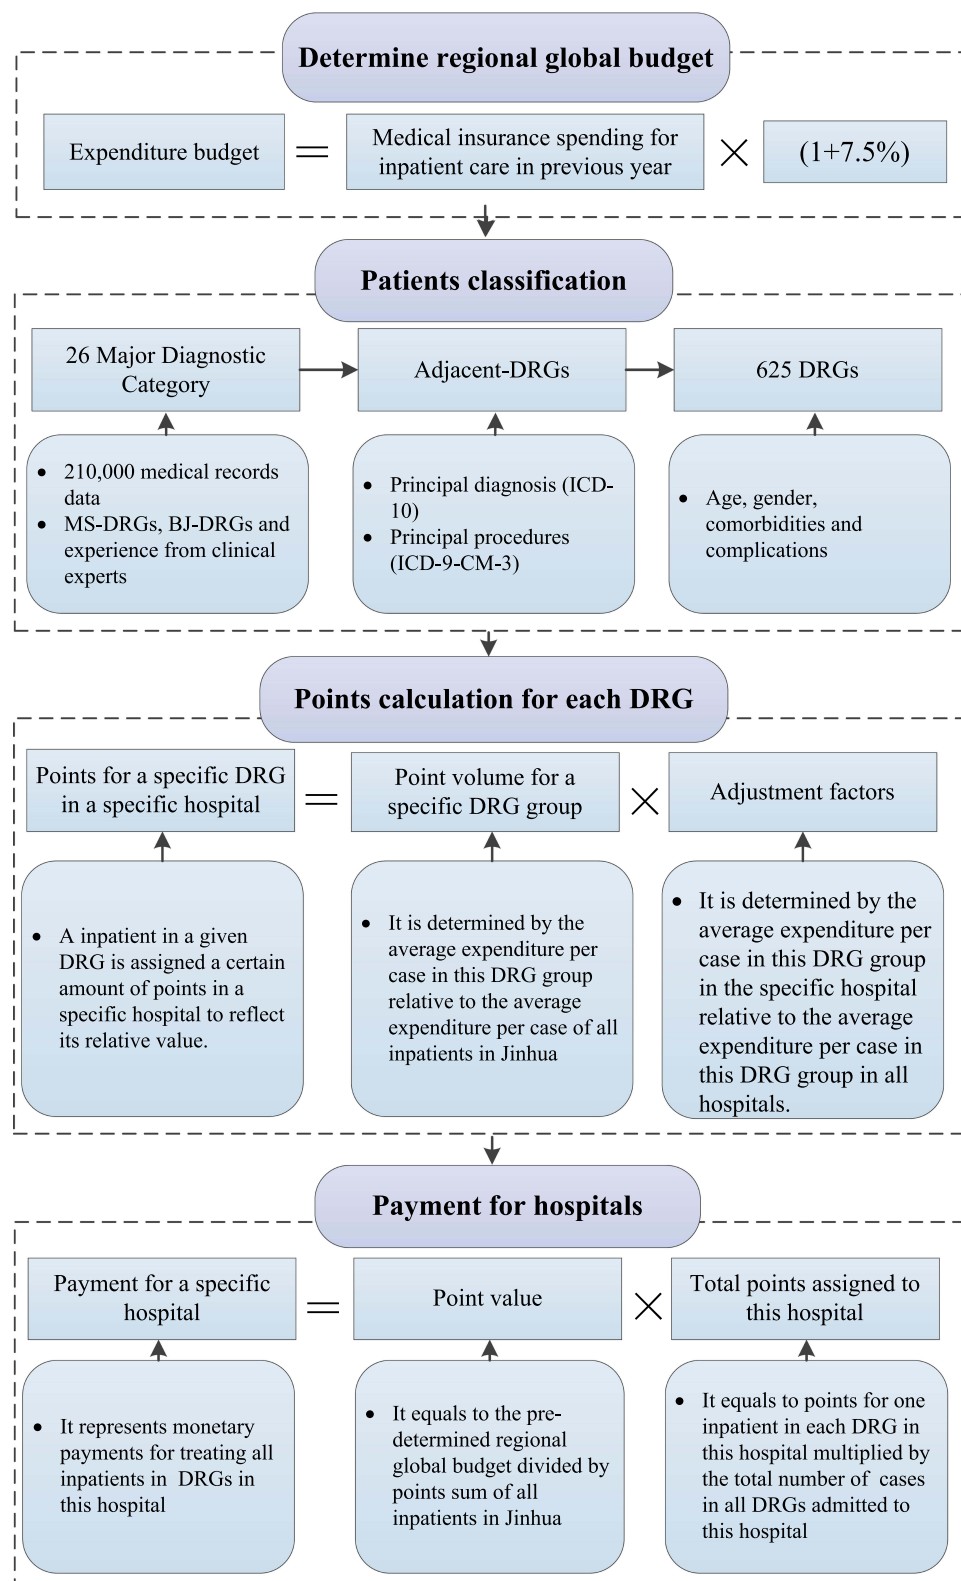 Determine regional global budget
Expenditure budget
=
Medical insurance spending for
inpatient care in previous year
×
(1+7.5%)
Patients classification
26 Major Diagnostic
Category
Adjacent-DRGs
625 DRGs
• 210,000 medical records
data
• MS-DRGs, BJ-DRGs and
experience from clinical
experts
• Principal diagnosis (ICD-
10)
• Principal procedures
(ICD-9-CM-3)
• Age, gender,
comorbidities and
complications
Points calculation for each DRG
Points for a specific DRG
in a specific hospital
=
Point volume for a
specific DRG group
×
Adjustment factors
• A inpatient in a given
DRG is assigned a certain
amount of points in a
specific hospital to reflect
its relative value.
• It is determined by the
average expenditure per
case in this DRG group
relative to the average
expenditure per case of all
inpatients in Jinhua
• It is determined by the
average expenditure per
case in this DRG group
in the specific hospital
relative to the average
expenditure per case in
this DRG group in all
hospitals.
Payment for hospitals
Payment for a specific
hospital
=
Point value
×
Total points assigned to
this hospital
• It represents monetary
payments for treating all
inpatients in DRGs in
this hospital
• It equals to the pre-
determined regional
global budget divided by
points sum of all
inpatients in Jinhua
• It equals to points for one
inpatient in each DRG in
this hospital multiplied by
the total number of cases
in all DRGs admitted to
this hospital